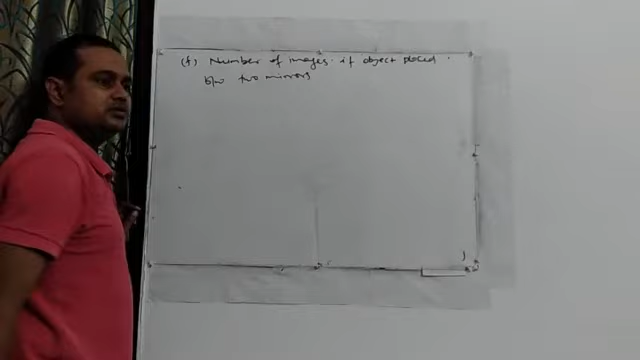 (f) Number of images. if object placed.
b/w two mirrors